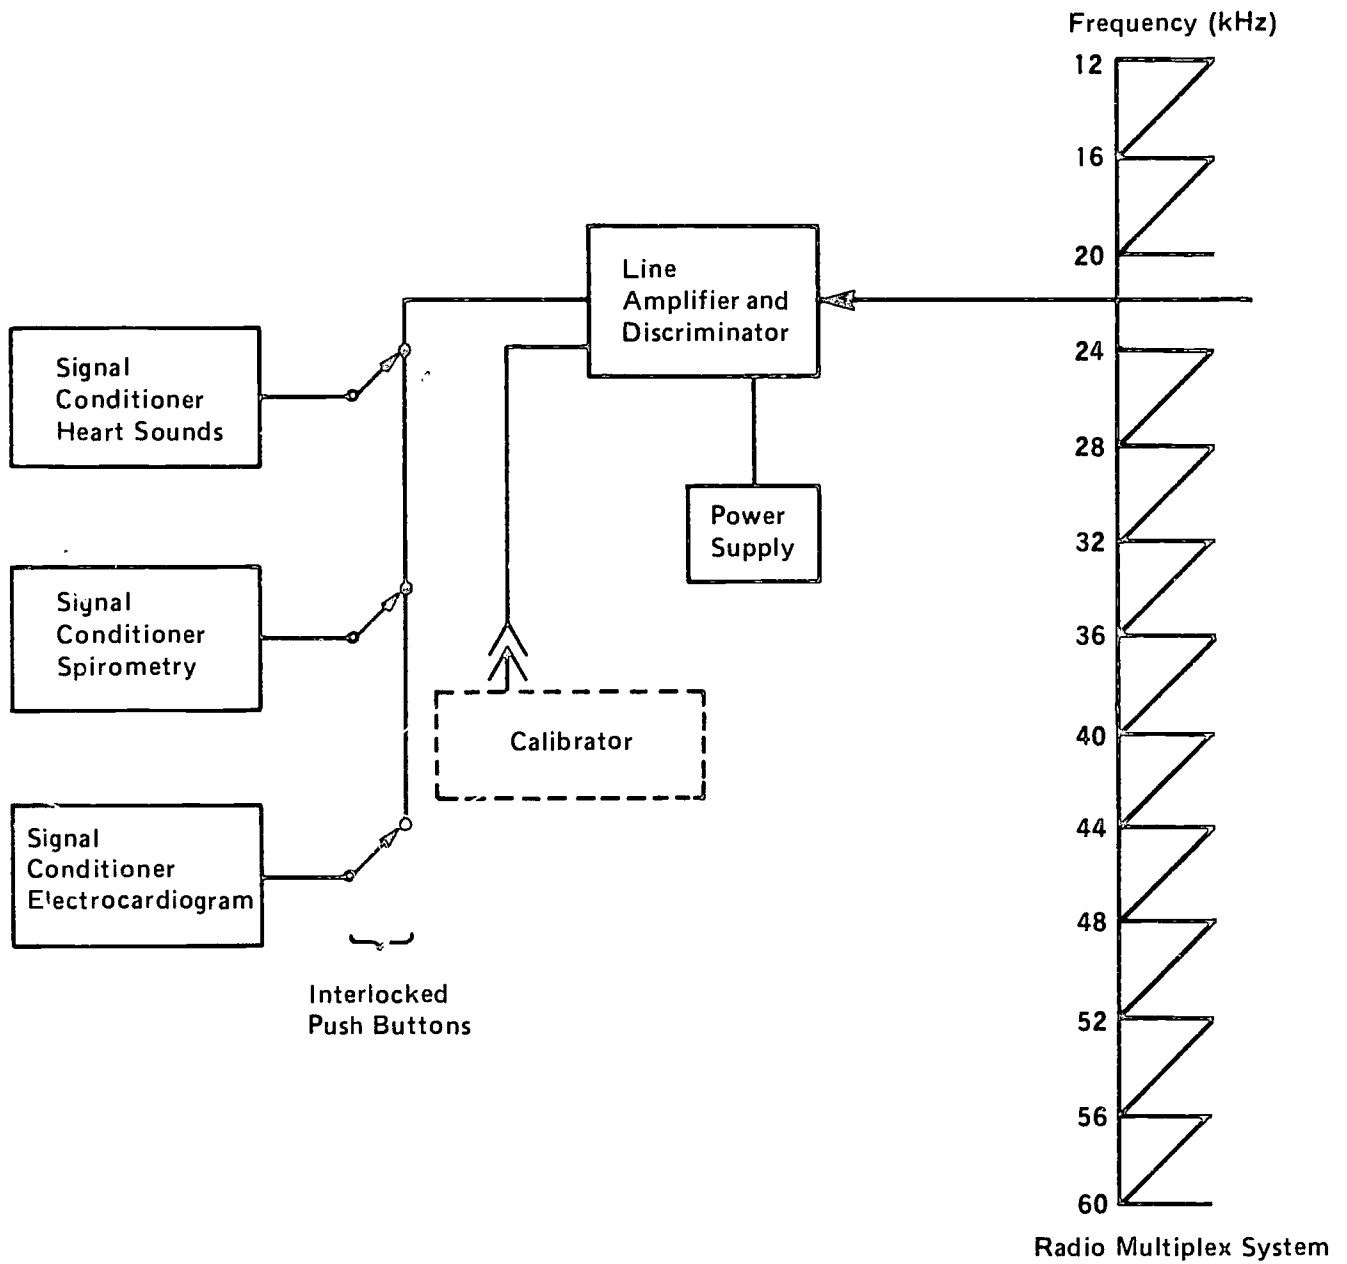 Frequency (kHz)
12
16
20
24
28
32
36
40
44
48
52
56
60
Radio Multiplex System
Line
Amplifier and
Discriminator
Power
Supply
Calibrator
Signal
Conditioner
Heart Sounds
Signal
Conditioner
Spirometry
Signal
Conditioner
Electrocardiogram
Interlocked
Push Buttons